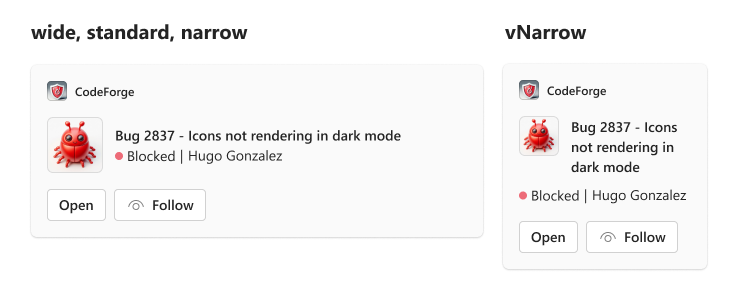 wide, standard, narrow
CodeForge
Bug 2837 - Icons not rendering in dark mode
Blocked | Hugo Gonzalez
Open
Follow
vNarrow
CodeForge
Bug 2837 - Icons
not rendering in
dark mode
Blocked | Hugo Gonzalez
Open
Follow